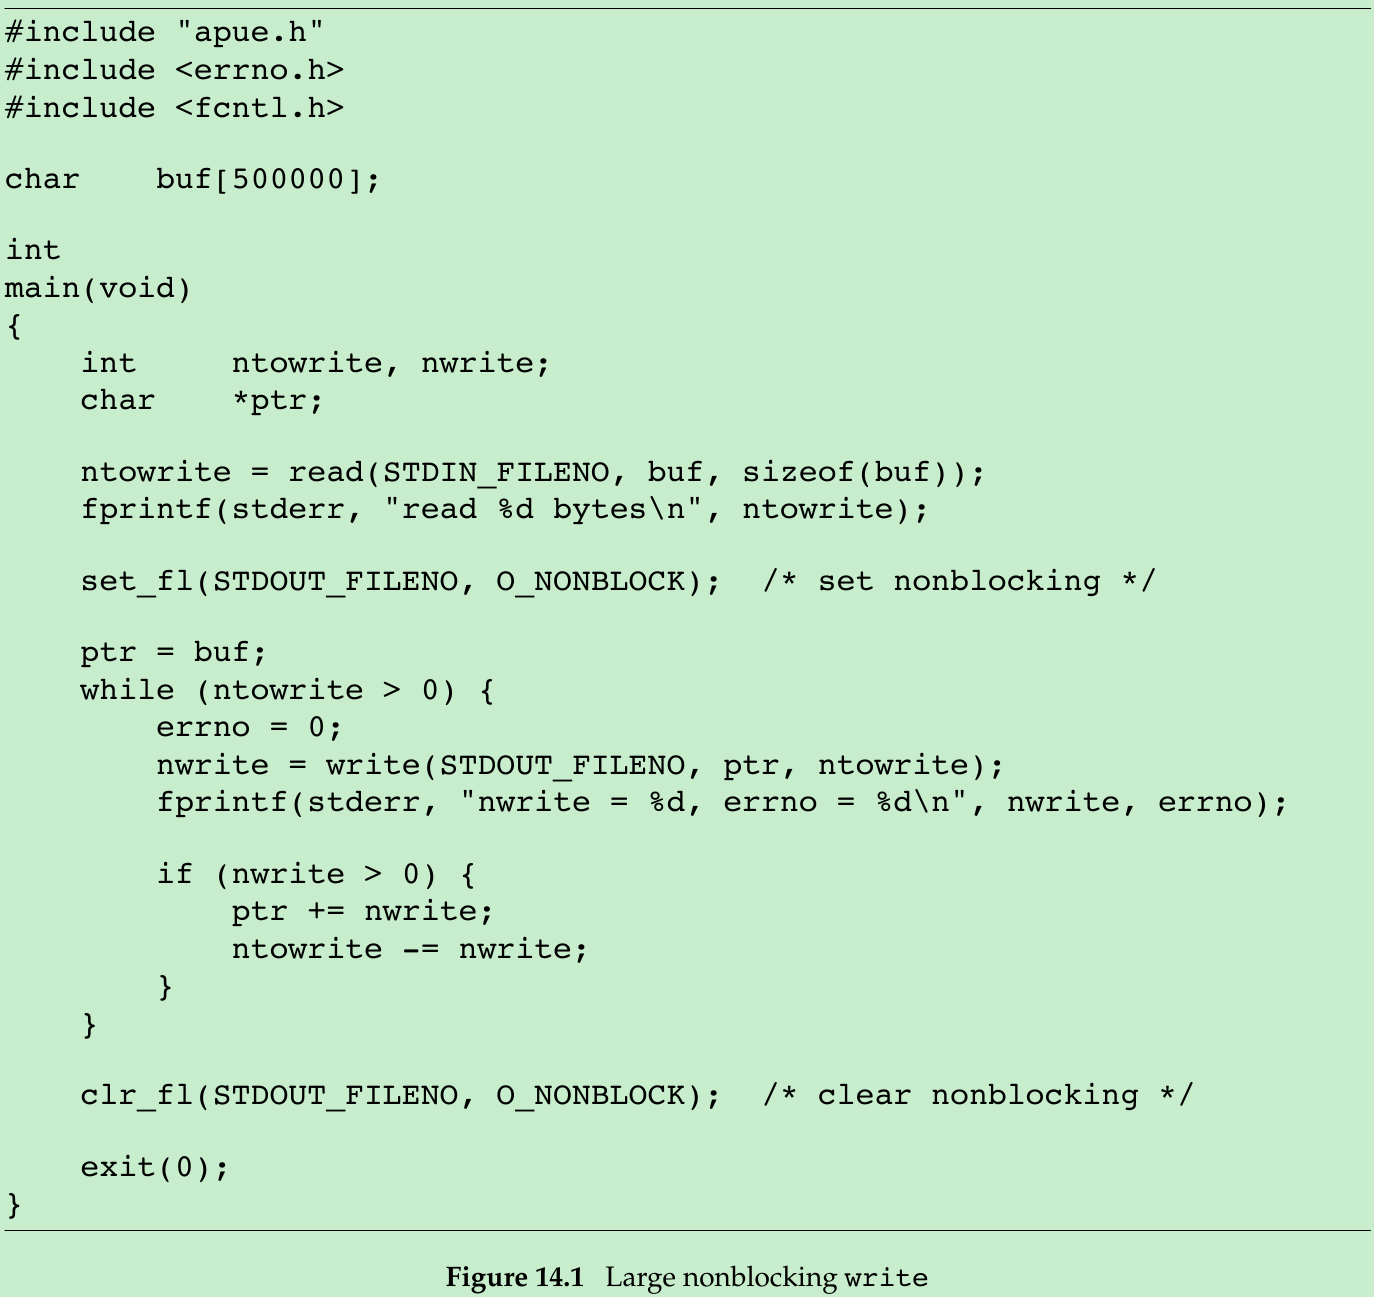 #include "apue.h"
#include <errno.h>
#include <fcntl.h>
char    buf[500000];
int
main(void)
{
    int     ntowrite, nwrite;
    char    *ptr;
    ntowrite = read(STDIN_FILENO, buf, sizeof(buf));
    fprintf(stderr, "read %d bytes\n", ntowrite);
    set_fl(STDOUT_FILENO, O_NONBLOCK);  /* set nonblocking */
    ptr = buf;
    while (ntowrite > 0) {
        errno = 0;
        nwrite = write(STDOUT_FILENO, ptr, ntowrite);
        fprintf(stderr, "nwrite = %d, errno = %d\n", nwrite, errno);
        if (nwrite > 0) {
            ptr += nwrite;
            ntowrite -= nwrite;
        }
    }
    clr_fl(STDOUT_FILENO, O_NONBLOCK);  /* clear nonblocking */
    exit(0);
}
Figure 14.1  Large nonblocking write